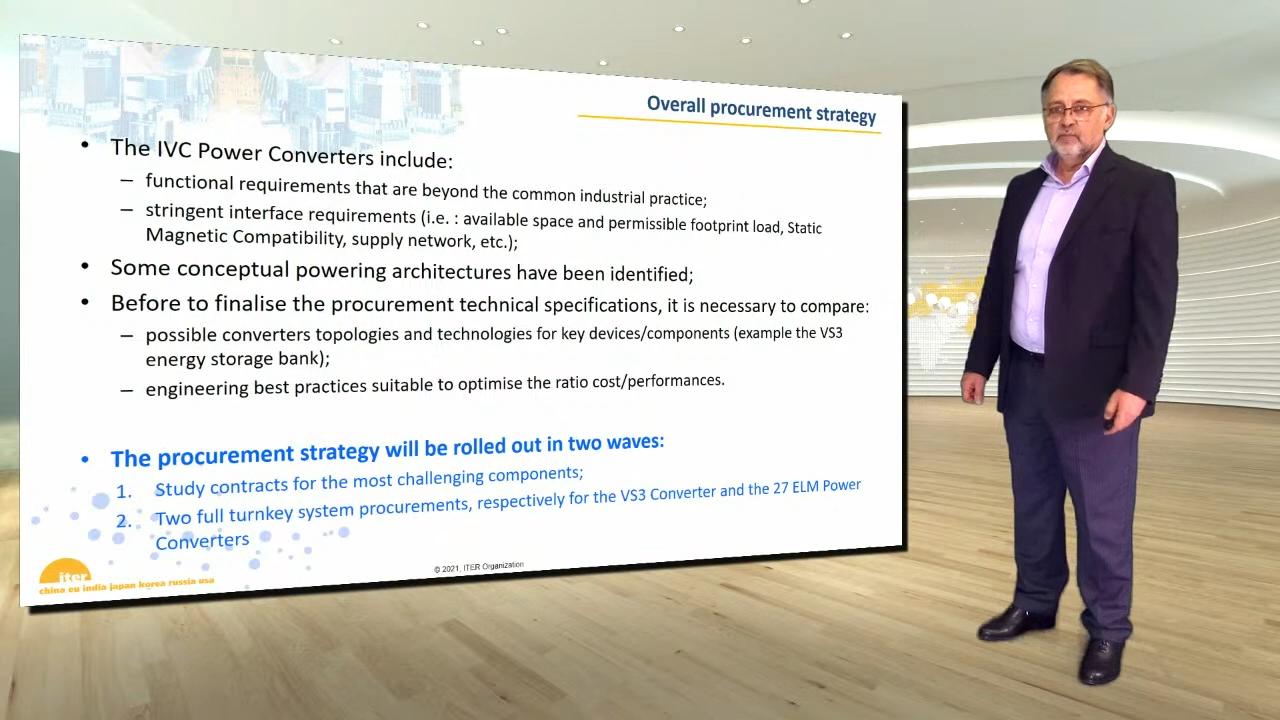 Overall procurement strategy
• The IVC Power Converters include:
– functional requirements that are beyond the common industrial practice;
– stringent interface requirements (i.e. : available space and permissible footprint load, Static
Magnetic Compatibility, supply network, etc.);
• Some conceptual powering architectures have been identified;
• Before to finalise the procurement technical specifications, it is necessary to compare:
– possible converters topologies and technologies for key devices/components (example the VS3
energy storage bank);
– engineering best practices suitable to optimise the ratio cost/performances.
• The procurement strategy will be rolled out in two waves:
1. Study contracts for the most challenging components;
2. Two full turnkey system procurements, respectively for the VS3 Converter and the 27 ELM Power
Converters
iter
china eu india japan korea russia usa
© 2021, ITER Organization